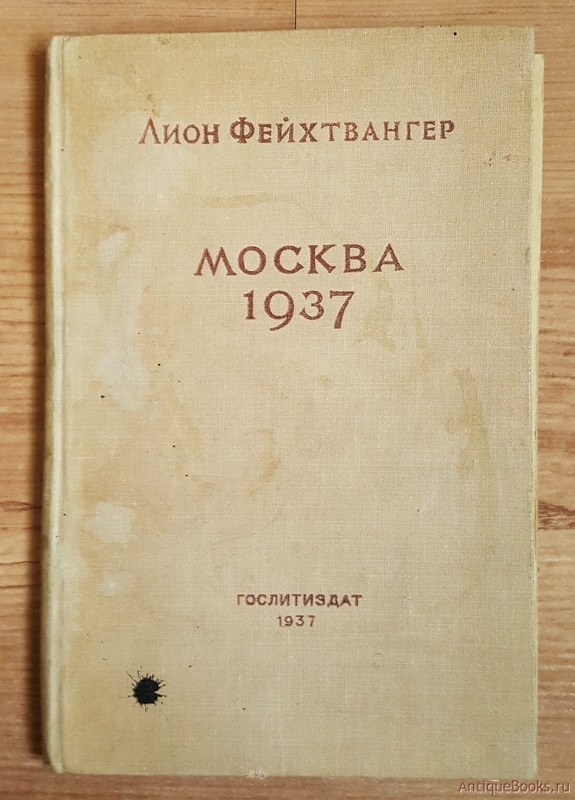 Лион Фейхтвангер
Москва
1937
ГОСЛИТИЗДАТ
1937
AntiqueBooks.ru